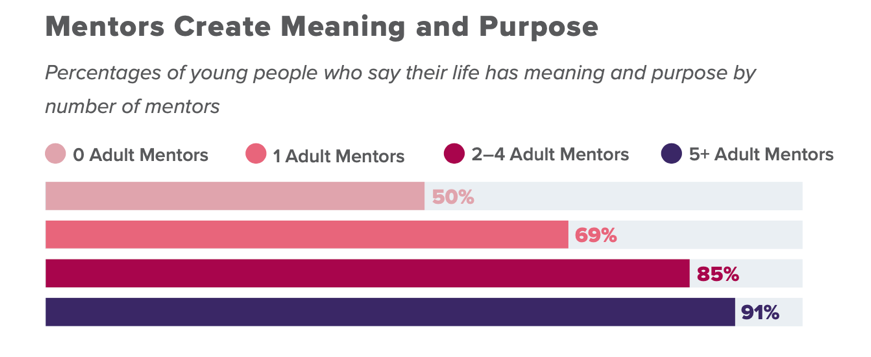 Mentors Create Meaning and Purpose
Percentages of young people who say their life has meaning and purpose by
number of mentors
0 Adult Mentors 1 Adult Mentors 2–4 Adult Mentors 5+ Adult Mentors
50%
69%
85%
91%